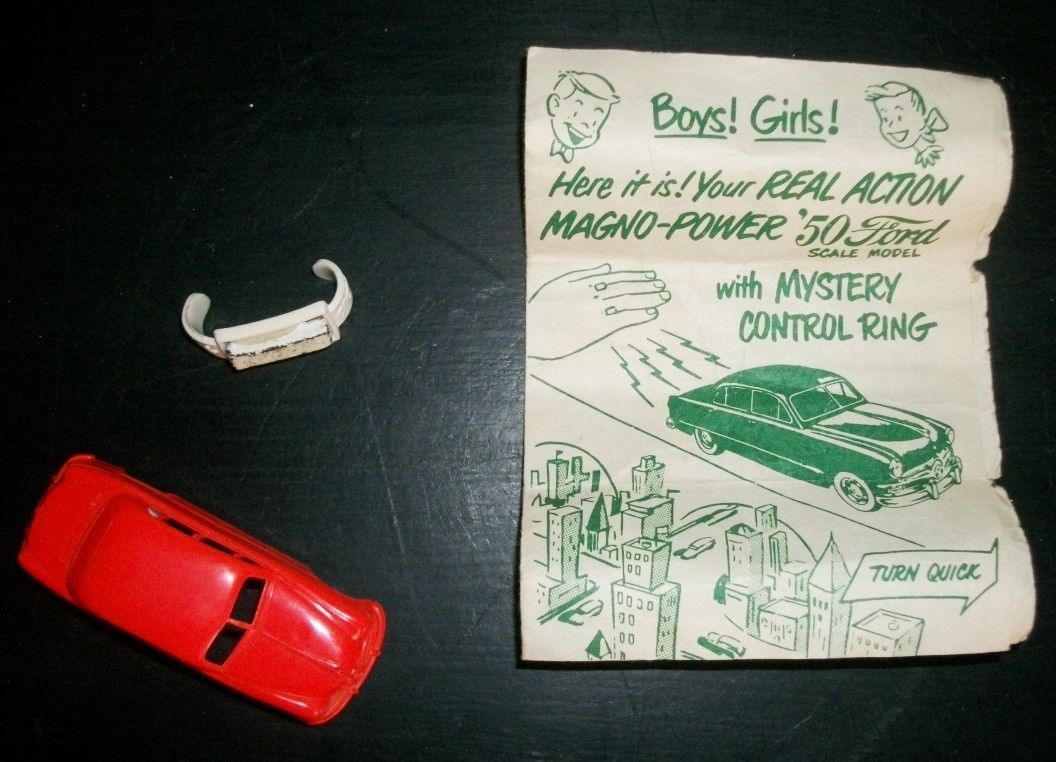 Boys! Girls!
Here it is! Your REAL ACTION
MAGNO-POWER '50 Ford
SCALE MODEL
with MYSTERY
CONTROL RING
TURN QUICK